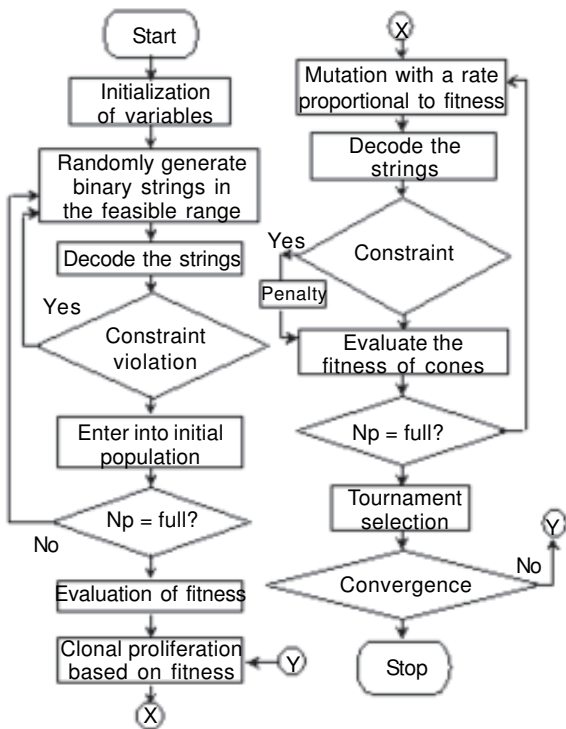 Start
Initialization
of variables
Randomly generate
binary strings in
the feasible range
Decode the strings
Yes
Constraint
violation
Enter into initial
population
Np = full?
No
Evaluation of fitness
Clonal proliferation
based on fitness
Y
X
X
Mutation with a rate
proportional to fitness
Decode the
strings
Yes
Constraint
Penalty
Evaluate the
fitness of cones
Np = full?
Tournament
selection
Y
No
Convergence
Stop